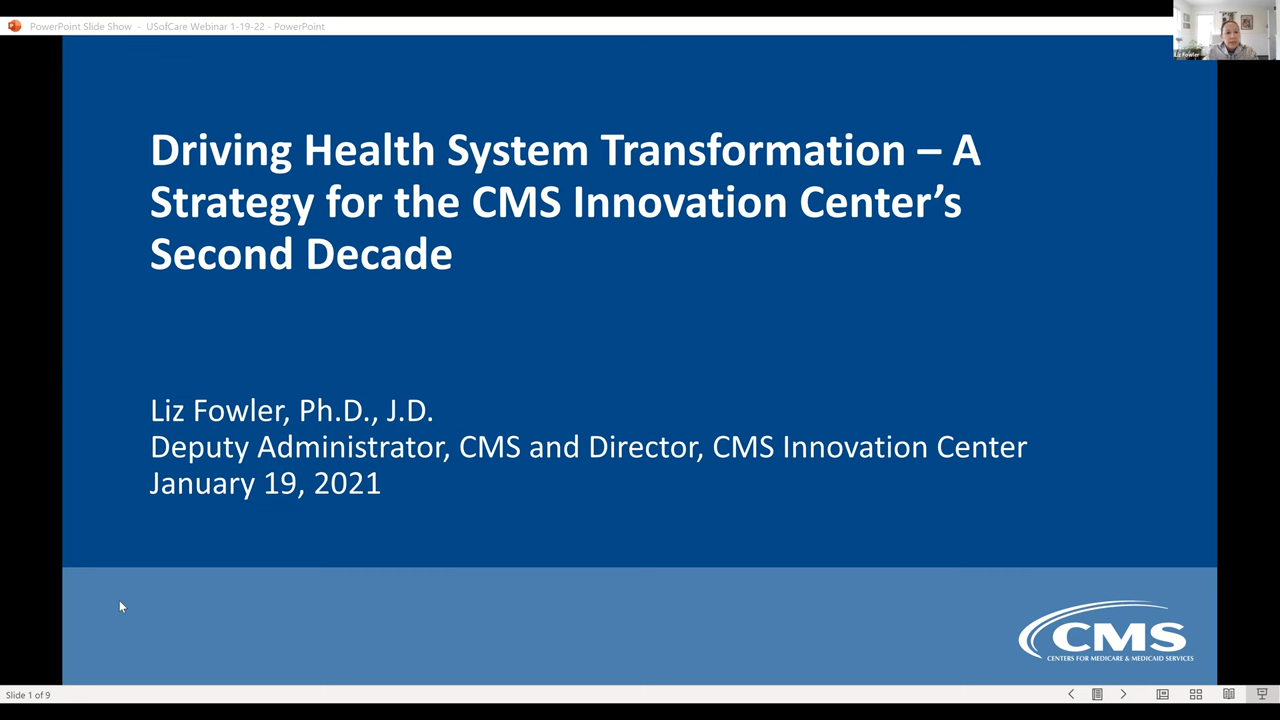 PowerPoint Slide Show - USofCare Webinar 1-19-22 - PowerPoint
Liz Fowler
Driving Health System Transformation – A
Strategy for the CMS Innovation Center’s
Second Decade
Liz Fowler, Ph.D., J.D.
Deputy Administrator, CMS and Director, CMS Innovation Center
January 19, 2021
CMS
CENTERS FOR MEDICARE & MEDICAID SERVICES
Slide 1 of 9